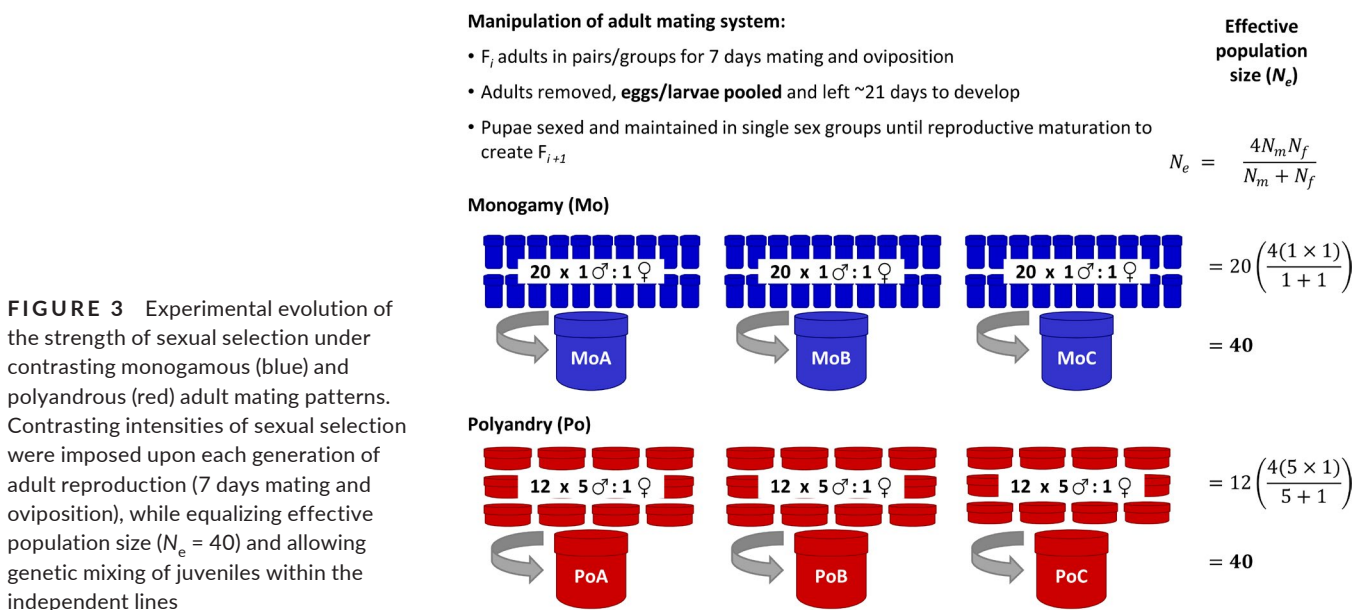 Manipulation of adult mating system:
• Fi adults in pairs/groups for 7 days mating and oviposition
• Adults removed, eggs/larvae pooled and left ~21 days to develop
• Pupae sexed and maintained in single sex groups until reproductive maturation to
create Fi+1
Effective
population
size (Ne)
Ne = 4NmNf / Nm + Nf
Monogamy (Mo)
20 x 1♂:1♀
20 x 1♂:1♀
20 x 1♂:1♀
= 20(4(1 × 1) / 1 + 1)
MoA
MoB
MoC
= 40
Polyandry (Po)
12 x 5♂:1♀
12 x 5♂:1♀
12 x 5♂:1♀
= 12(4(5 × 1) / 5 + 1)
PoA
PoB
PoC
= 40
FIGURE 3 Experimental evolution of
the strength of sexual selection under
contrasting monogamous (blue) and
polyandrous (red) adult mating patterns.
Contrasting intensities of sexual selection
were imposed upon each generation of
adult reproduction (7 days mating and
oviposition), while equalizing effective
population size (Ne = 40) and allowing
genetic mixing of juveniles within the
independent lines